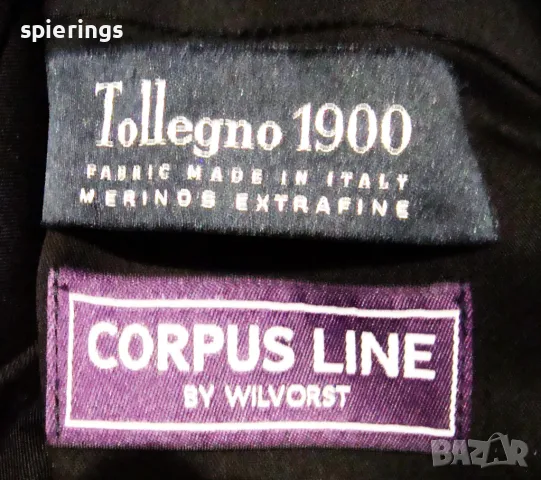 spierings
Tollegno 1900
FABRIC MADE IN ITALY
MERINOS EXTRAFINE
CORPUS LINE
BY WILVORST
BAZAR